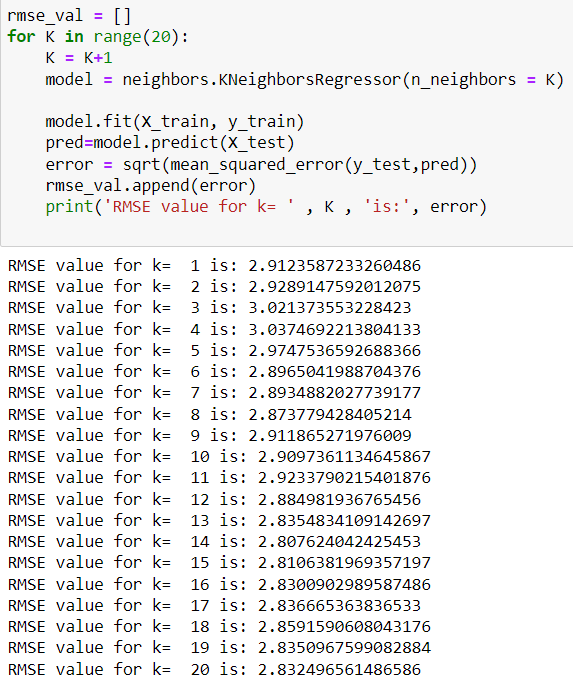 rmse_val = []
for K in range(20):
    K = K+1
    model = neighbors.KNeighborsRegressor(n_neighbors = K)
    model.fit(X_train, y_train)
    pred=model.predict(X_test)
    error = sqrt(mean_squared_error(y_test,pred))
    rmse_val.append(error)
    print('RMSE value for k= ' , K , 'is:', error)
RMSE value for k=  1 is: 2.9123587233260486
RMSE value for k=  2 is: 2.9289147592012075
RMSE value for k=  3 is: 3.021373553228423
RMSE value for k=  4 is: 3.0374692213804133
RMSE value for k=  5 is: 2.9747536592688366
RMSE value for k=  6 is: 2.8965041988704376
RMSE value for k=  7 is: 2.8934882027739177
RMSE value for k=  8 is: 2.873779428405214
RMSE value for k=  9 is: 2.911865271976009
RMSE value for k=  10 is: 2.9097361134645867
RMSE value for k=  11 is: 2.9233790215401876
RMSE value for k=  12 is: 2.884981936765456
RMSE value for k=  13 is: 2.8354834109142697
RMSE value for k=  14 is: 2.807624042425453
RMSE value for k=  15 is: 2.8106381969357197
RMSE value for k=  16 is: 2.8300902989587486
RMSE value for k=  17 is: 2.836665363836533
RMSE value for k=  18 is: 2.8591590608043176
RMSE value for k=  19 is: 2.8350967599082884
RMSE value for k=  20 is: 2.832496561486586